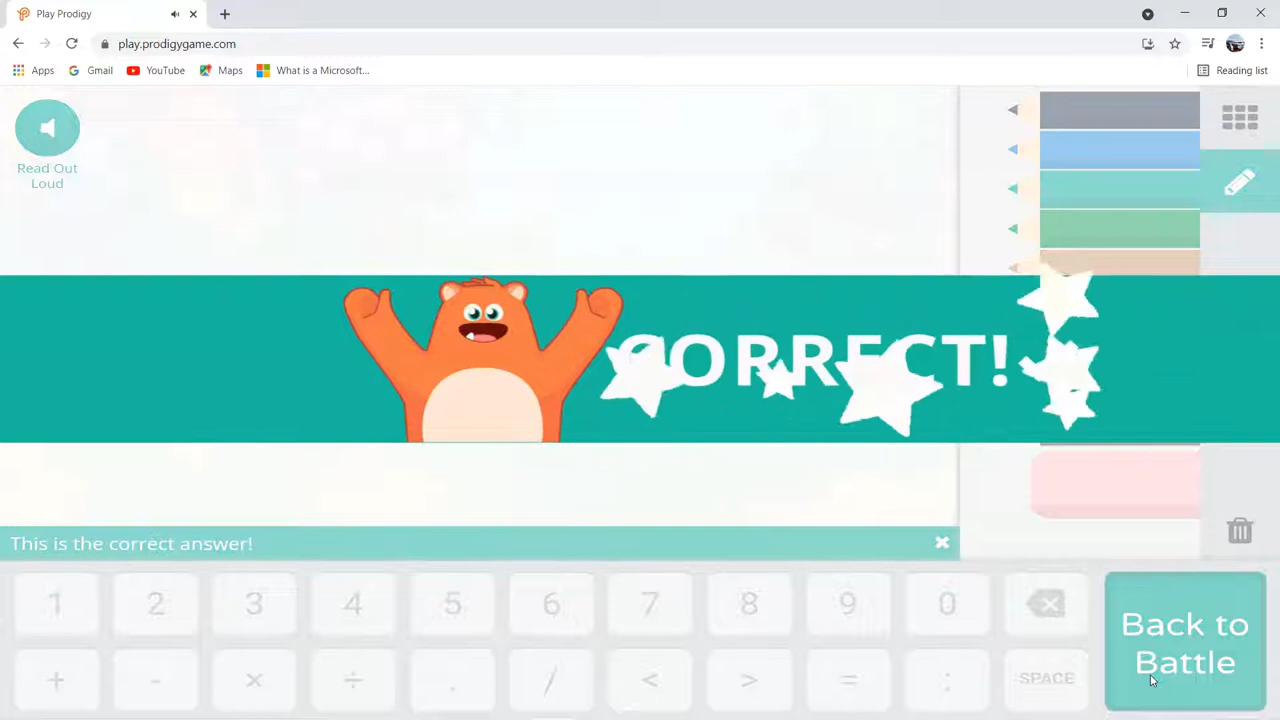 Play Prodigy
play.prodigygame.com
Apps
Gmail
YouTube
Maps
What is a Microsoft...
Reading list
Read Out
Loud
CORRECT!
This is the correct answer!
1 2 3 4 5 6 7 8 9 0
+ - × ÷ . / < > = : SPACE
Back to
Battle